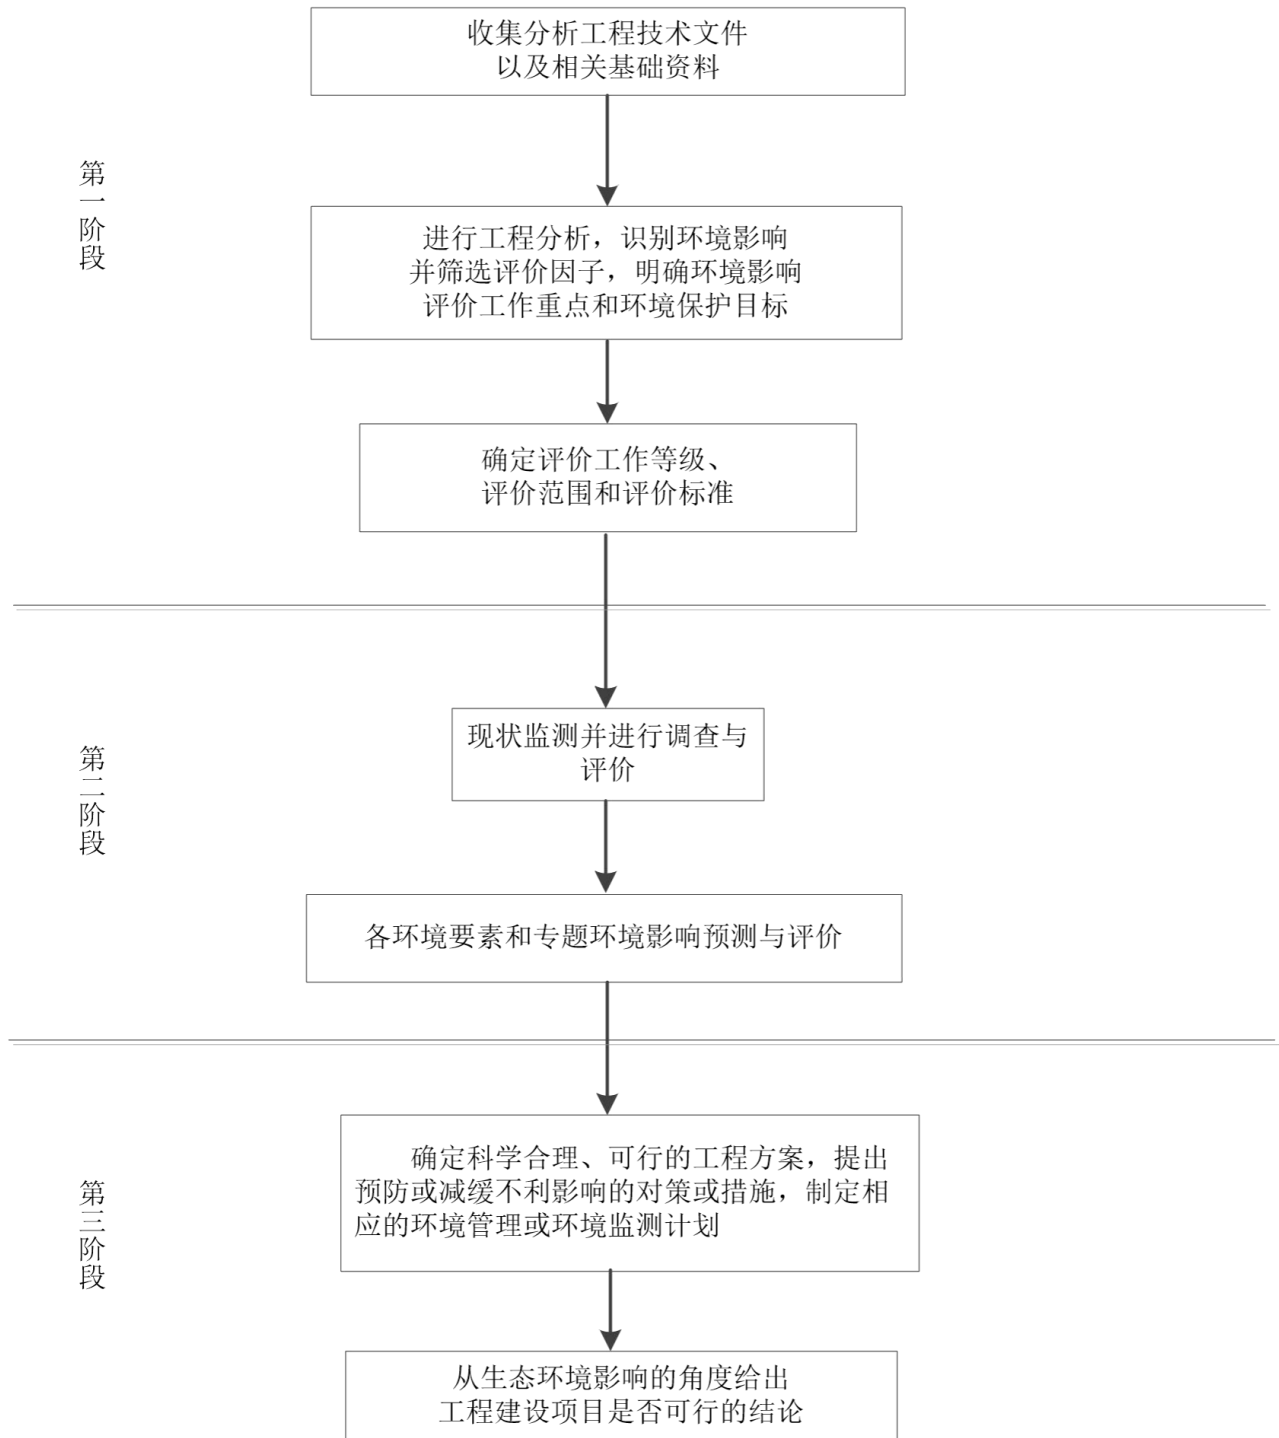 收集分析工程技术文件
以及相关基础资料
第一阶段
进行工程分析，识别环境影响
并筛选评价因子，明确环境影响
评价工作重点和环境保护目标
确定评价工作等级、
评价范围和评价标准
第二阶段
现状监测并进行调查与
评价
各环境要素和专题环境影响预测与评价
第三阶段
确定科学合理、可行的工程方案，提出
预防或减缓不利影响的对策或措施，制定相
应的环境管理或环境监测计划
从生态环境影响的角度给出
工程建设项目是否可行的结论